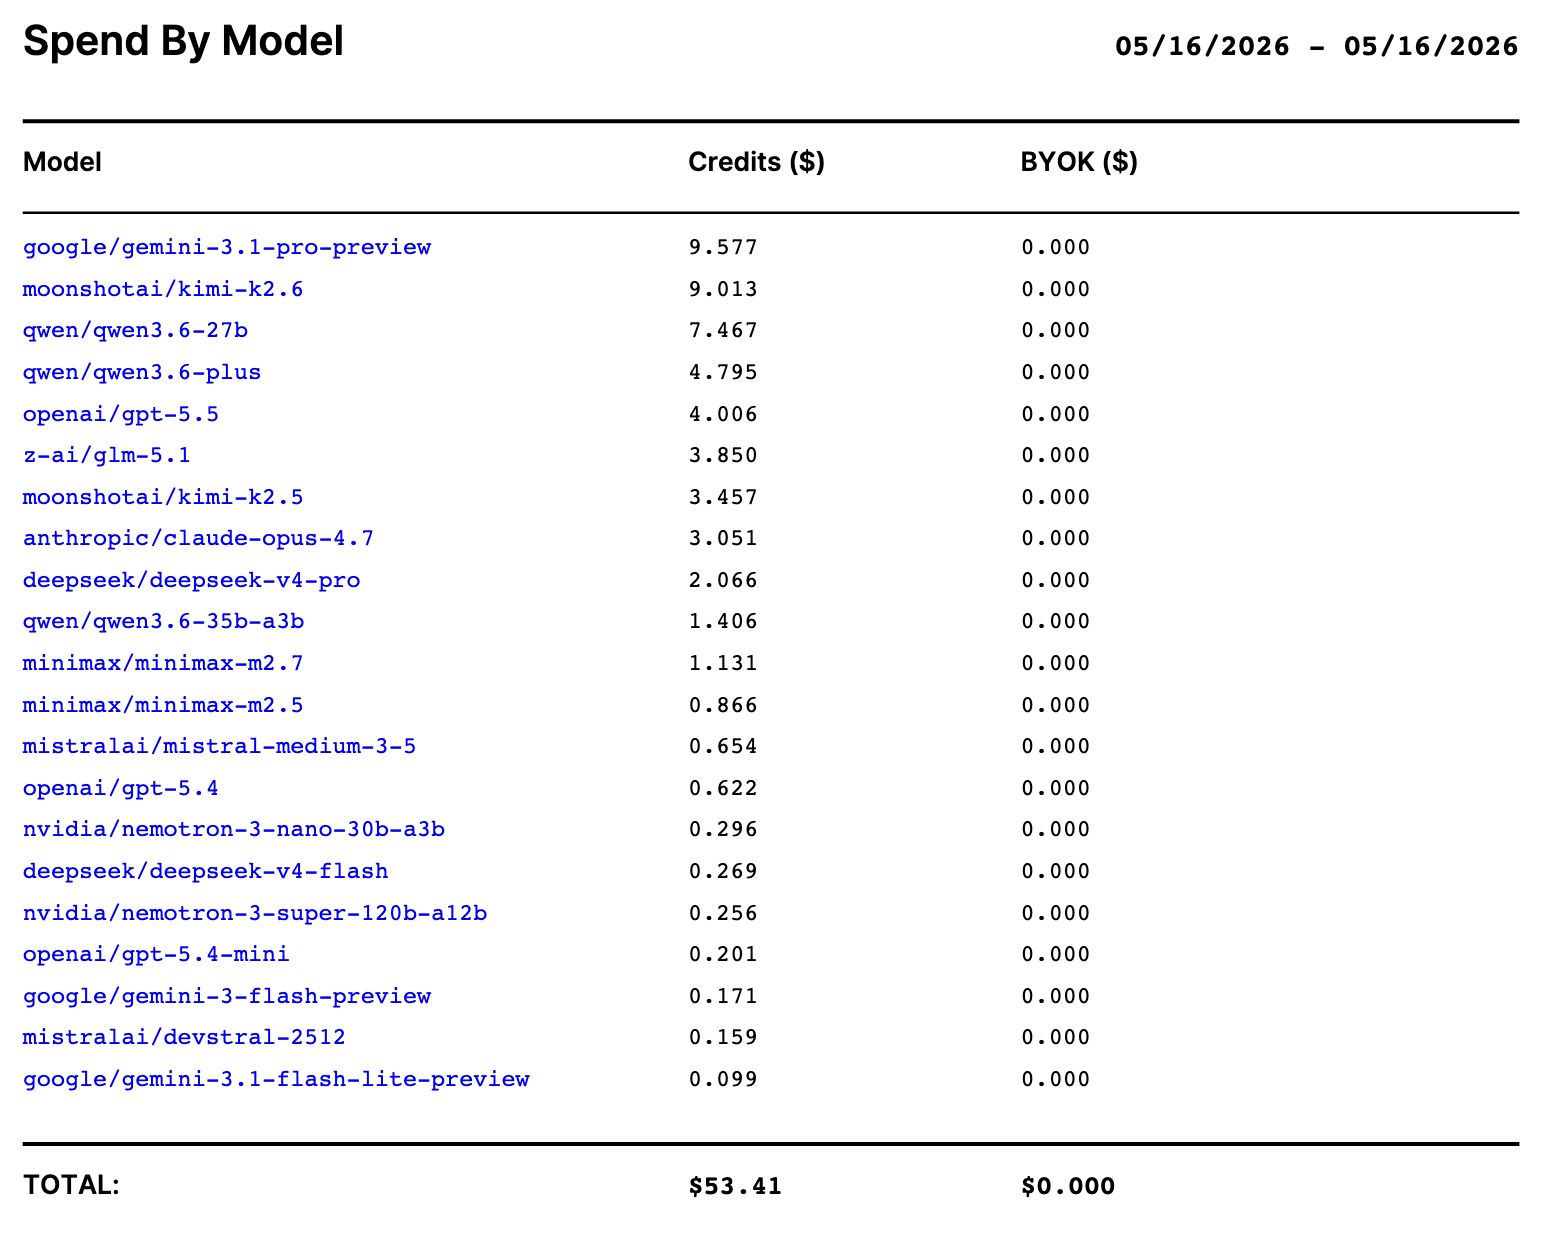 Spend By Model 05/16/2026 – 05/16/2026
Model Credits ($) BYOK ($)
google/gemini-3.1-pro-preview 9.577 0.000
moonshotai/kimi-k2.6 9.013 0.000
qwen/qwen3.6-27b 7.467 0.000
qwen/qwen3.6-plus 4.795 0.000
openai/gpt-5.5 4.006 0.000
z-ai/glm-5.1 3.850 0.000
moonshotai/kimi-k2.5 3.457 0.000
anthropic/claude-opus-4.7 3.051 0.000
deepseek/deepseek-v4-pro 2.066 0.000
qwen/qwen3.6-35b-a3b 1.406 0.000
minimax/minimax-m2.7 1.131 0.000
minimax/minimax-m2.5 0.866 0.000
mistralai/mistral-medium-3-5 0.654 0.000
openai/gpt-5.4 0.622 0.000
nvidia/nemotron-3-nano-30b-a3b 0.296 0.000
deepseek/deepseek-v4-flash 0.269 0.000
nvidia/nemotron-3-super-120b-a12b 0.256 0.000
openai/gpt-5.4-mini 0.201 0.000
google/gemini-3-flash-preview 0.171 0.000
mistralai/devstral-2512 0.159 0.000
google/gemini-3.1-flash-lite-preview 0.099 0.000
TOTAL: $53.41 $0.000